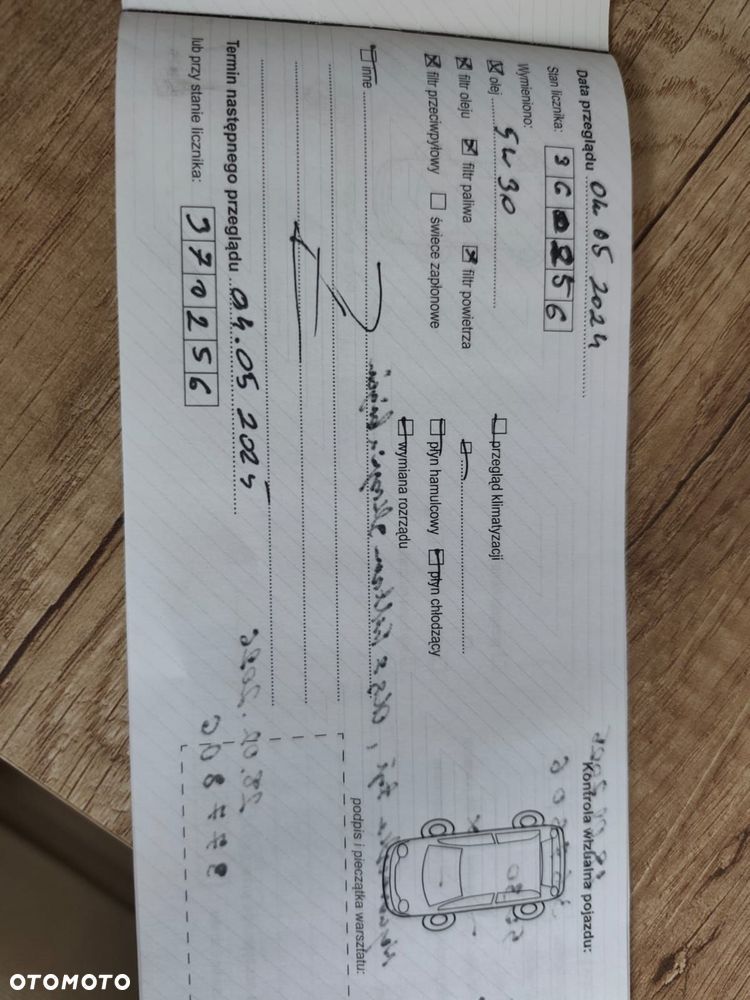 Data przeglądu 04 05 2024
Stan licznika: 360256
Wymieniono:
☒ olej 5W30
☒ filtr oleju ☒ filtr paliwa ☒ filtr powietrza
☒ filtr przeciwpyłowy ☐ świece zapłonowe
☐ inne
☐ przegląd klimatyzacji
☐
☐ płyn hamulcowy ☐ płyn chłodzący
☐ wymiana rozrządu
Termin następnego przeglądu 04.05 2025
lub przy stanie licznika: 370256
Kontrola wizualna pojazdu:
podpis i pieczątka warsztatu:
OTOMOTO